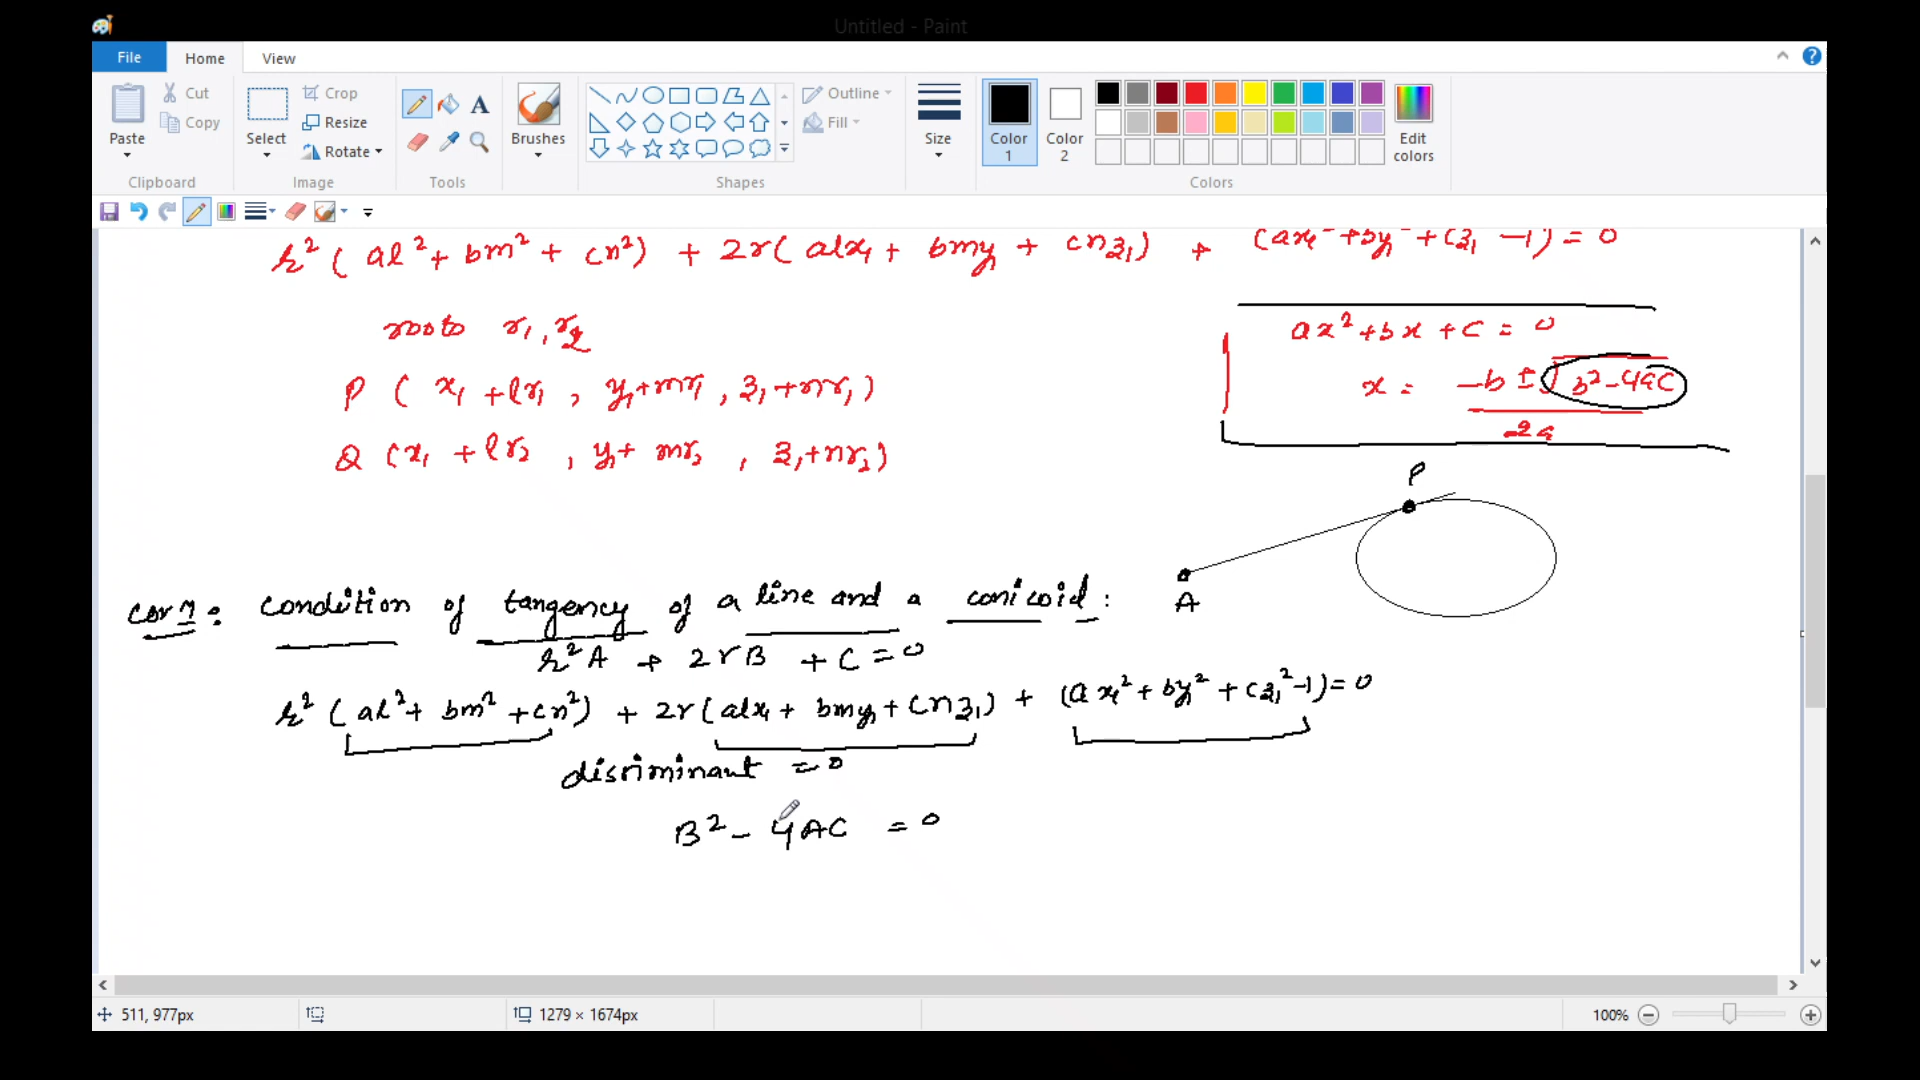 Untitled - Paint
File Home View
Cut
Copy
Paste
Clipboard
Crop
Resize
Rotate
Select
Image
Tools
Brushes
Outline
Fill
Shapes
Size
Color 1
Color 2
Edit colors
Colors
r² ( al² + bm² + cn²) + 2r( alx₁ + bmy₁ + cnz₁) + (ax₁² + by₁² + cz₁ - 1) = 0
roots r₁, r₂
P ( x₁ + lr₁ , y₁+mr₁ , z₁+nr₁ )
Q (x₁ + lr₂ , y₁+ mr₂ , z₁+nr₂)
ax² + bx + c = 0
x = -b ± √b²-4ac / 2a
P
A
Cor 1 : condition of tangency of a line and a conicoid :
r²A + 2rB + C = 0
r² ( al² + bm² + cn²) + 2r( alx₁ + bmy₁ + cnz₁) + (ax₁² + by₁² + cz₁² - 1) = 0
disriminant = 0
B² - 4AC = 0
511, 977px
1279 × 1674px
100%